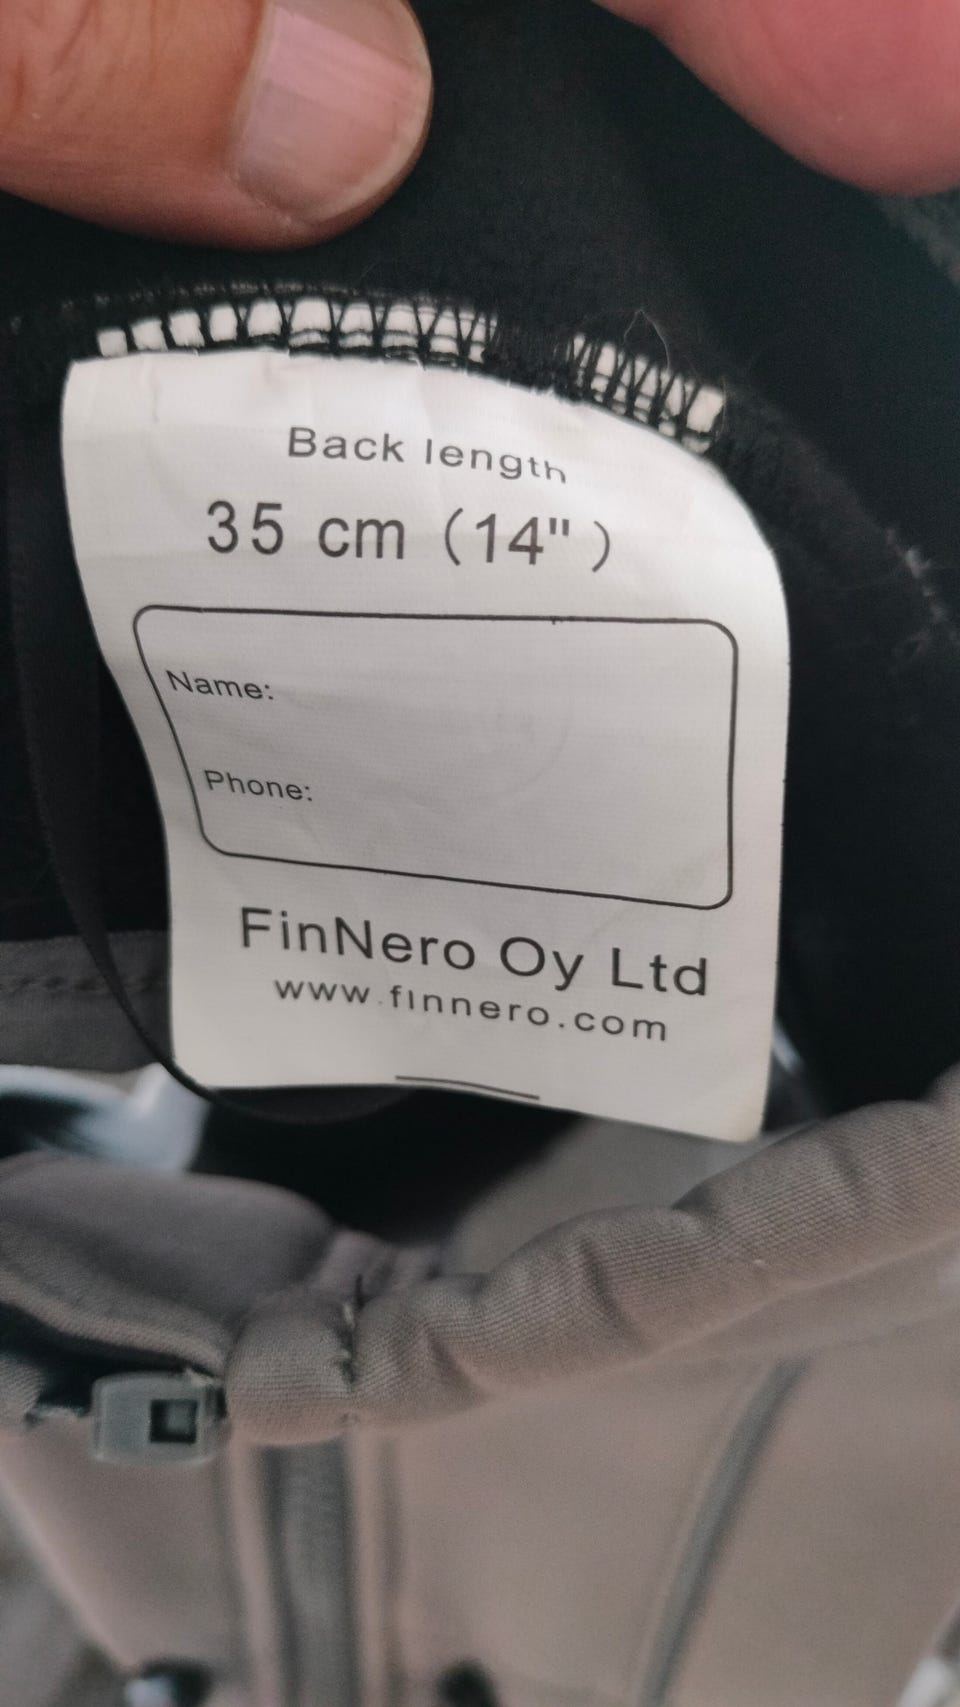 Back length
35 cm (14")
Name:
Phone:
FinNero Oy Ltd
www.finnero.com